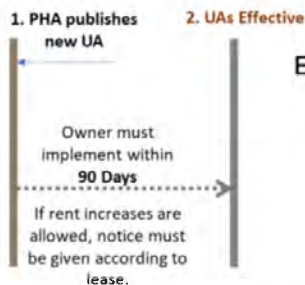 1. PHA publishes
new UA
2. UAs Effective
E
Owner must
implement within
90 Days
If rent increases are
allowed, notice must
be given according to
lease.